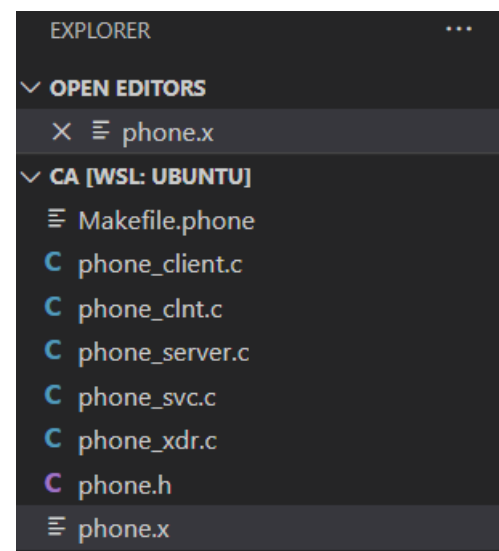 EXPLORER
OPEN EDITORS
phone.x
CA [WSL: UBUNTU]
Makefile.phone
C phone_client.c
C phone_clnt.c
C phone_server.c
C phone_svc.c
C phone_xdr.c
C phone.h
phone.x